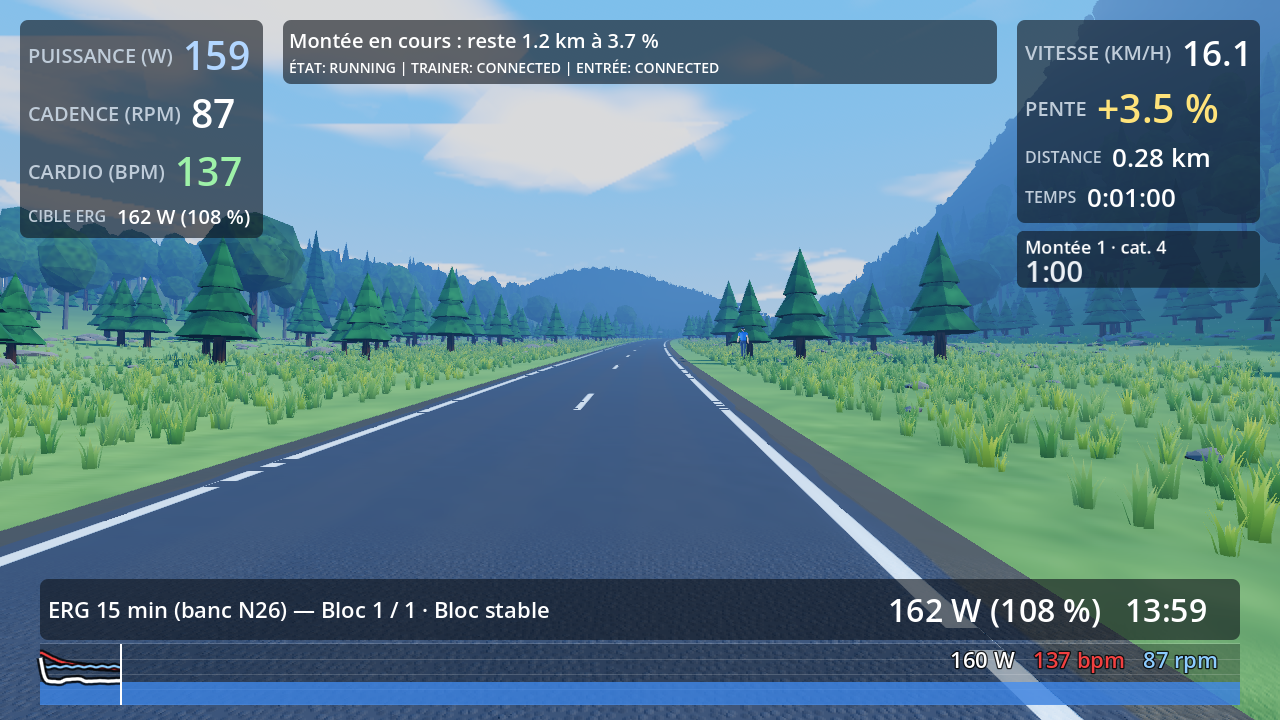 PUISSANCE (W) 159
CADENCE (RPM) 87
CARDIO (BPM) 137
CIBLE ERG 162 W (108 %)
Montée en cours : reste 1.2 km à 3.7 %
ÉTAT: RUNNING | TRAINER: CONNECTED | ENTRÉE: CONNECTED
VITESSE (KM/H) 16.1
PENTE +3.5 %
DISTANCE 0.28 km
TEMPS 0:01:00
Montée 1 · cat. 4
1:00
ERG 15 min (banc N26) — Bloc 1 / 1 · Bloc stable 162 W (108 %) 13:59
160 W 137 bpm 87 rpm